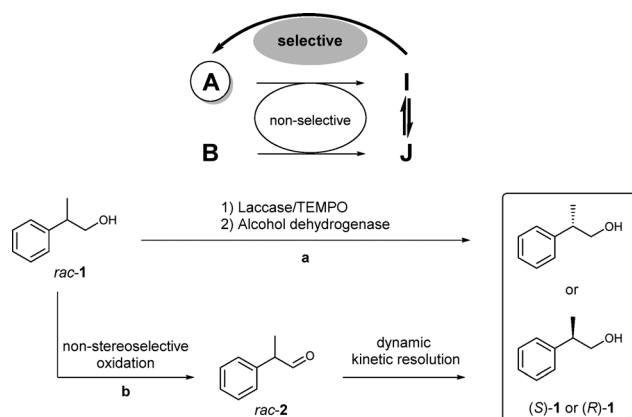 selective
A
I
non-selective
B
J
OH
rac-1
1) Laccase/TEMPO
2) Alcohol dehydrogenase
a
OH
or
non-stereoselective
oxidation
b
O
rac-2
dynamic
kinetic resolution
OH
(S)-1 or (R)-1